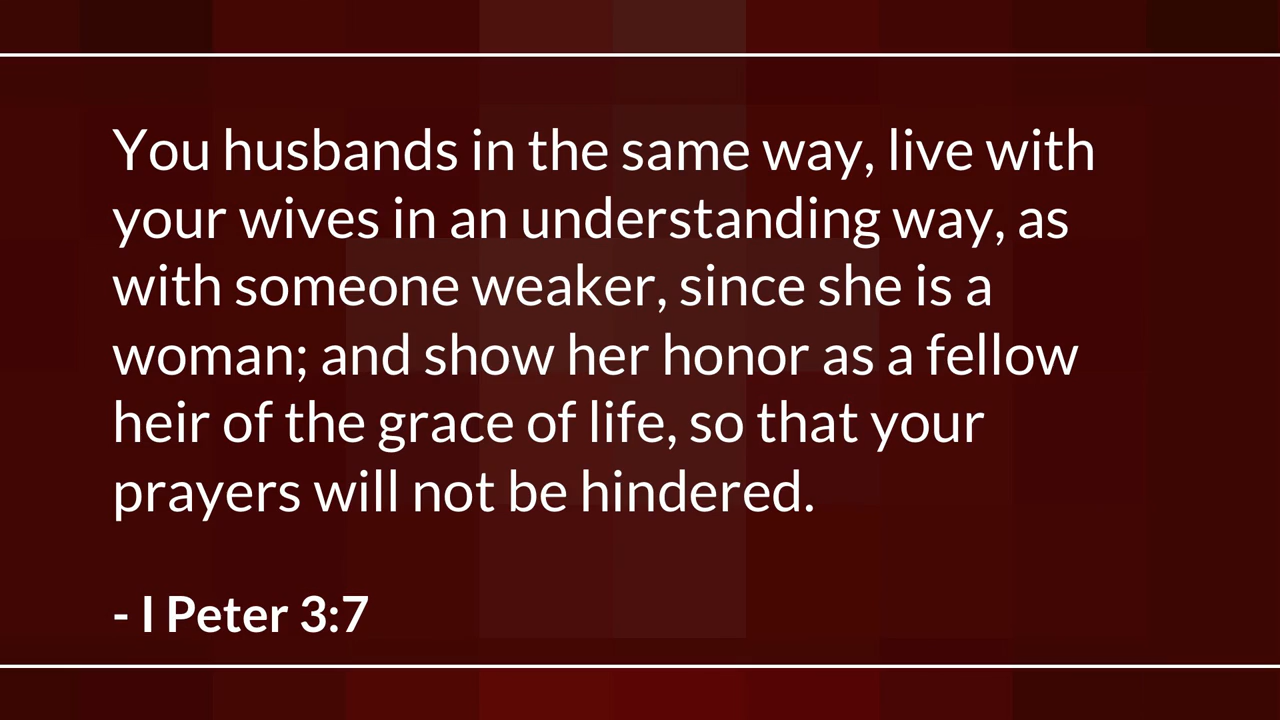 You husbands in the same way, live with
your wives in an understanding way, as
with someone weaker, since she is a
woman; and show her honor as a fellow
heir of the grace of life, so that your
prayers will not be hindered.
- I Peter 3:7